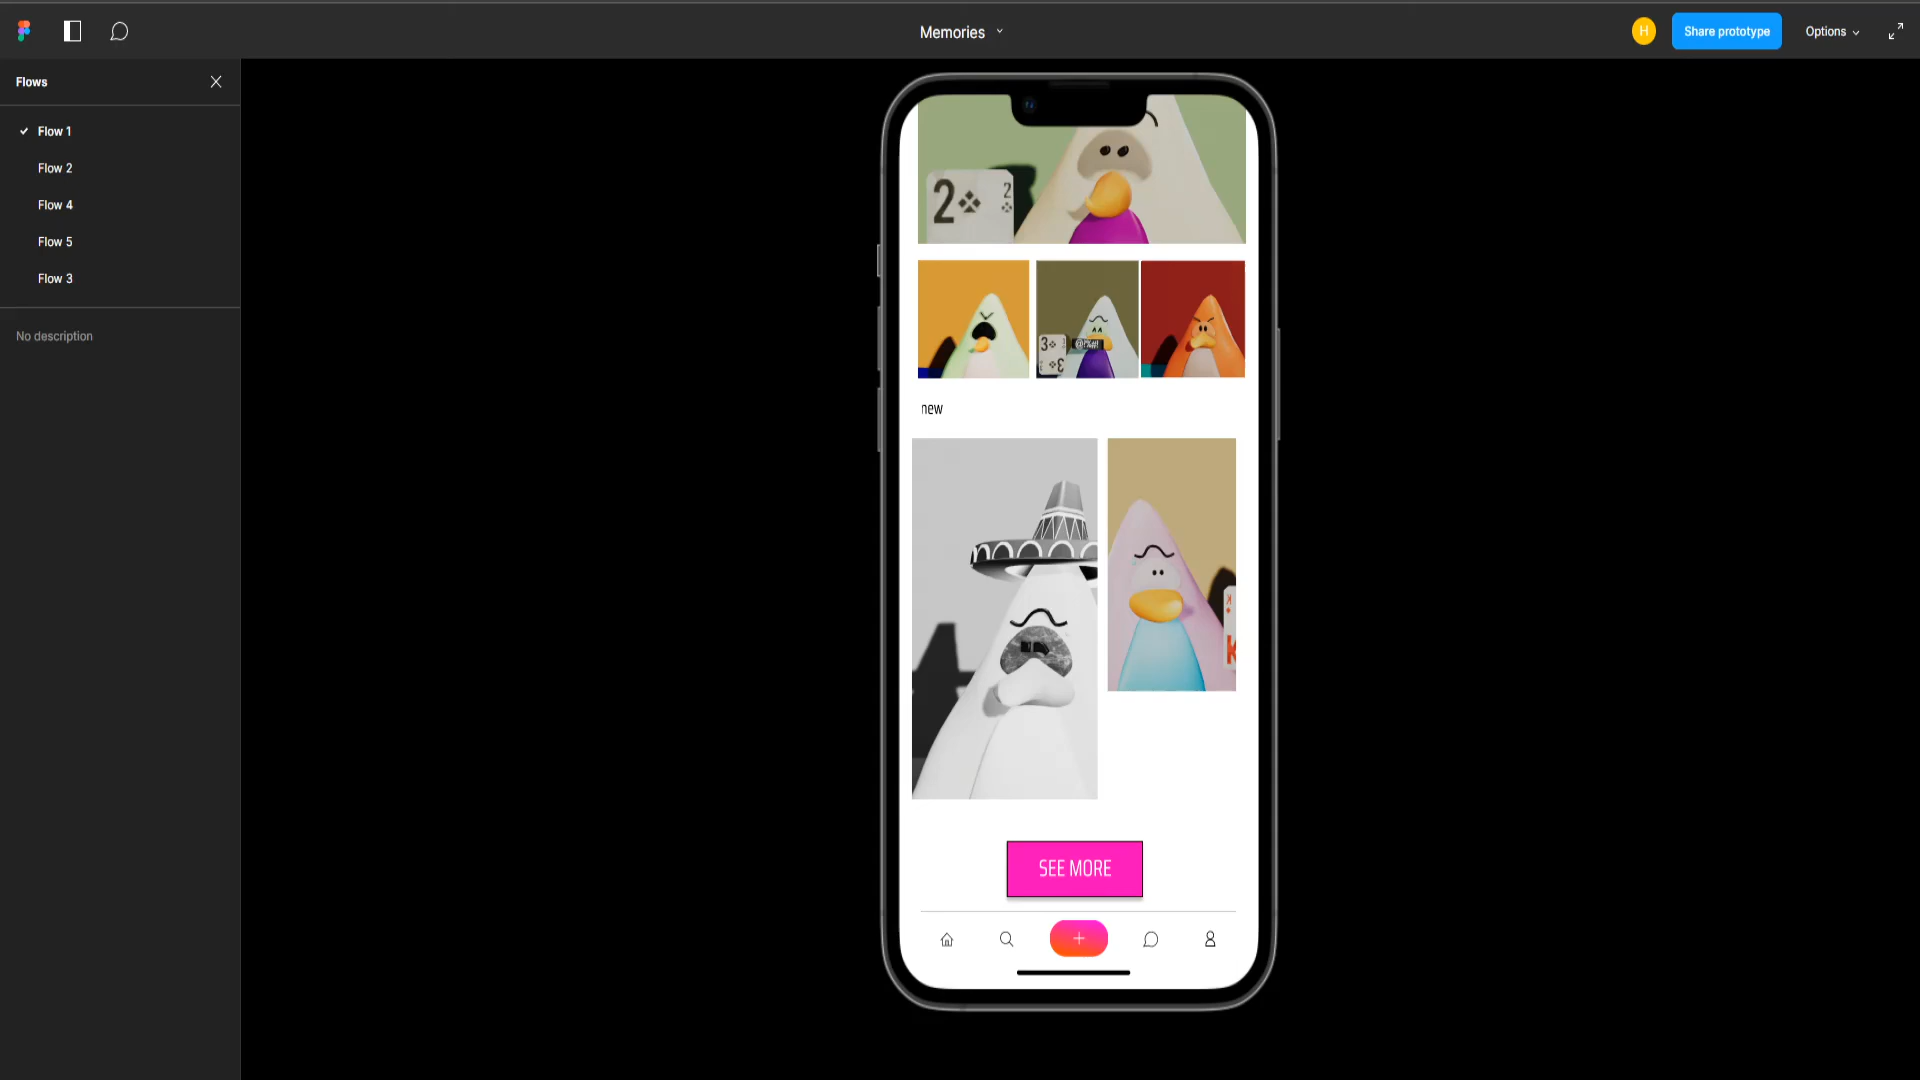 Memories
H
Share prototype
Options
Flows
Flow 1
Flow 2
Flow 4
Flow 5
Flow 3
No description
2
2
3
3
@!%#!
new
K
K
SEE MORE